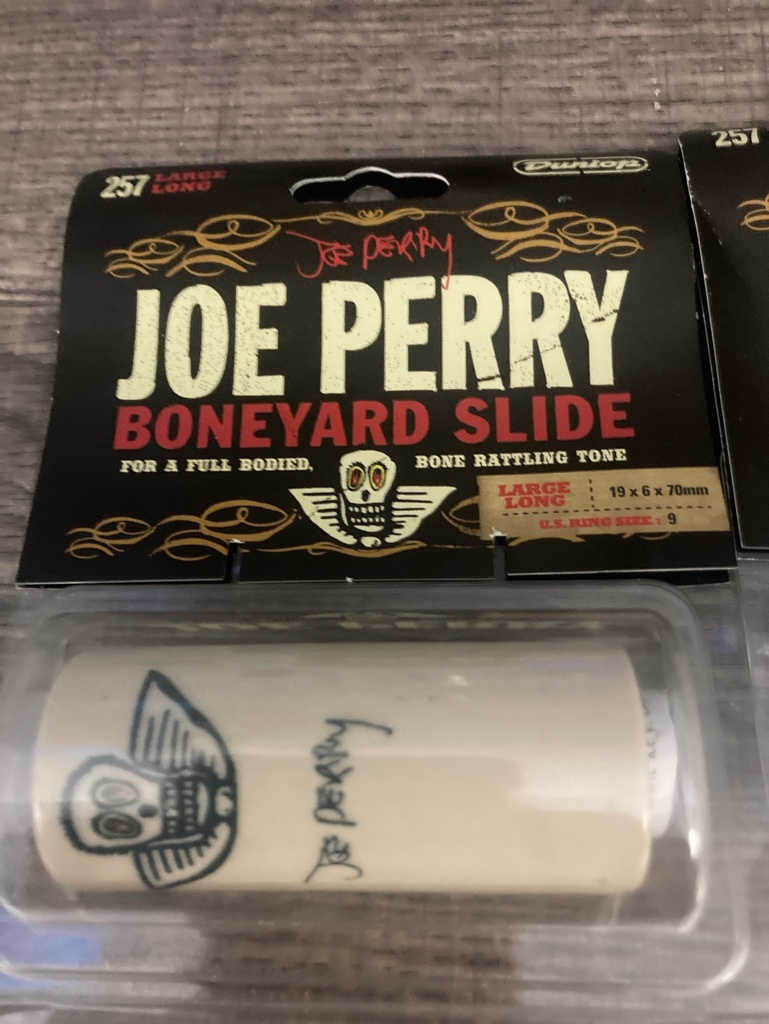 257 LARGE LONG
Dunlop
257
JOE PERRY
JOE PERRY
BONEYARD SLIDE
FOR A FULL BODIED, BONE RATTLING TONE
LARGE LONG
19 x 6 x 70mm
U.S. RING SIZE : 9
JOE PERRY